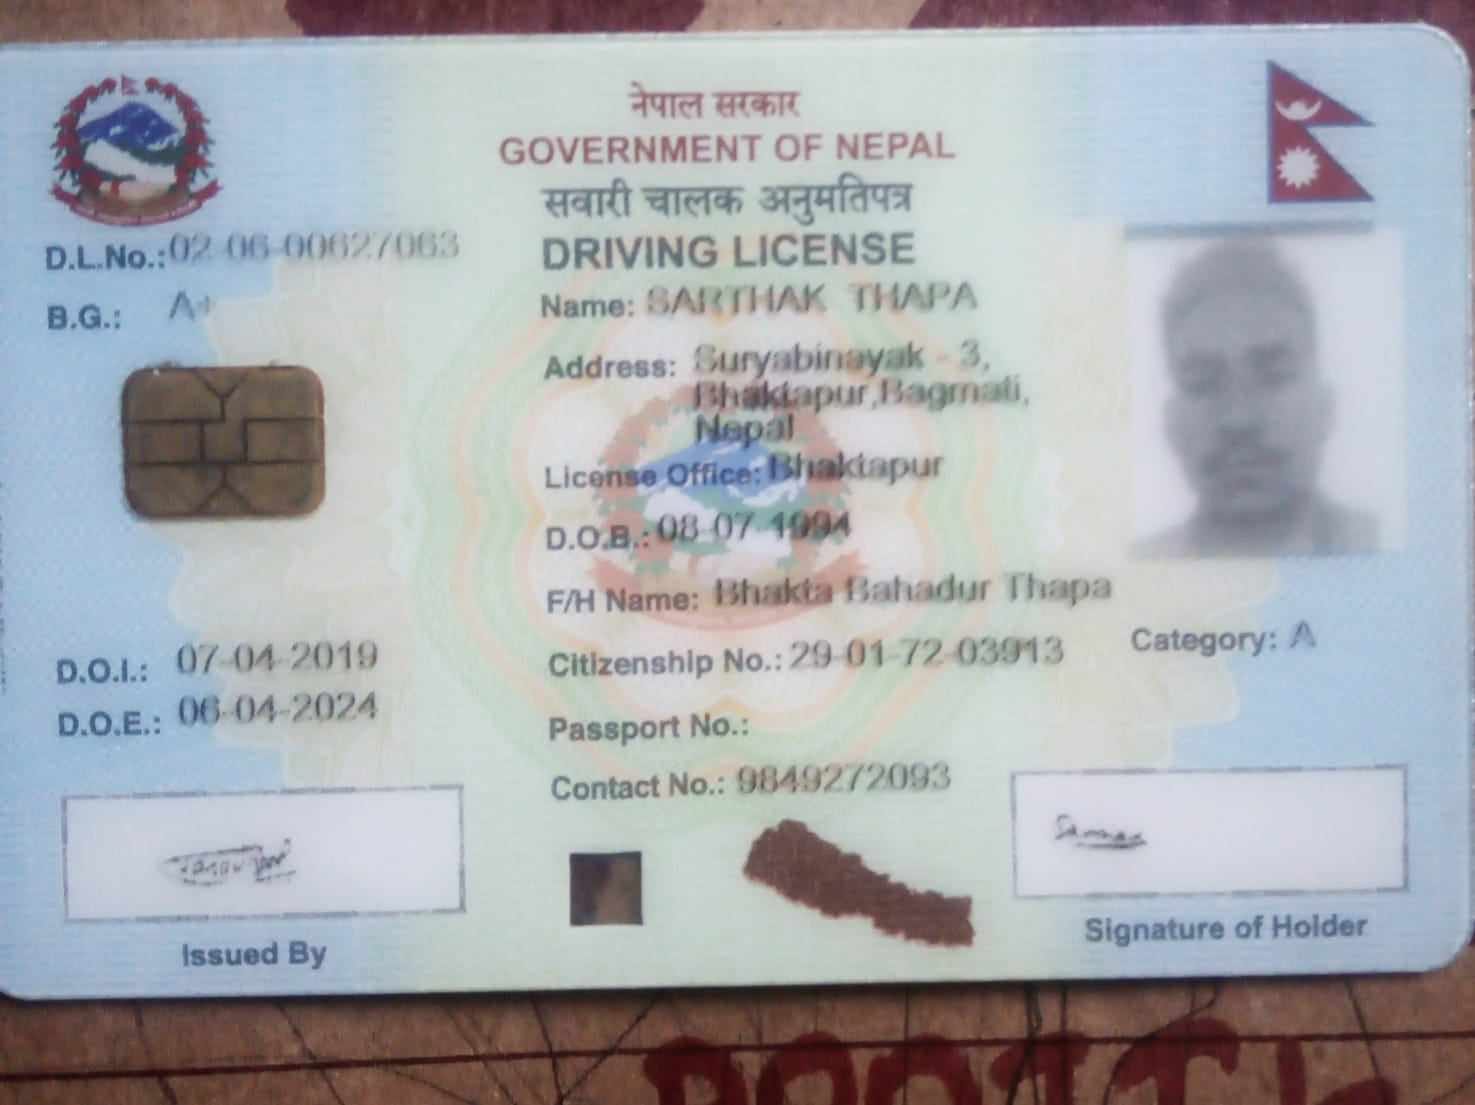 नेपाल सरकार
GOVERNMENT OF NEPAL
सवारी चालक अनुमतिपत्र
DRIVING LICENSE
D.L.No.: 02-06-00627063
B.G.: A+
Name: SARTHAK THAPA
Address: Suryabinayak - 3,
Bhaktapur,Bagmati,
Nepal
License Office: Bhaktapur
D.O.B.: 08-07-1994
F/H Name: Bhakta Bahadur Thapa
D.O.I.: 07-04-2019
Citizenship No.: 29-01-72-03913
Category: A
D.O.E.: 06-04-2024
Passport No.:
Contact No.: 9849272093
Issued By
Signature of Holder